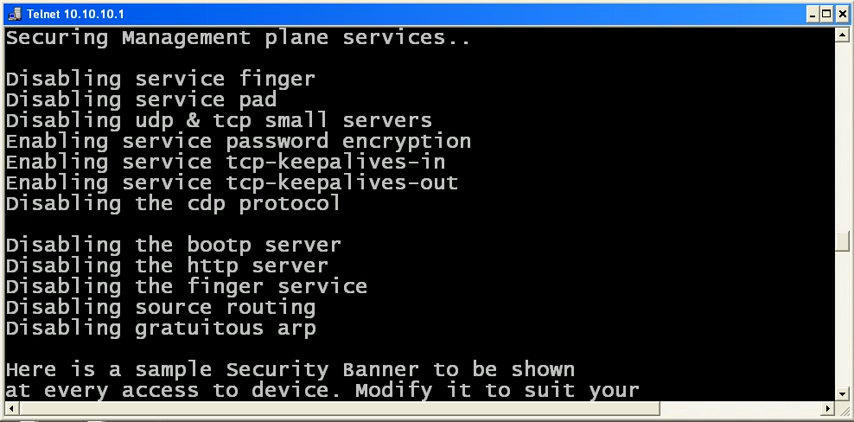 Telnet 10.10.10.1
Securing Management plane services..
Disabling service finger
Disabling service pad
Disabling udp & tcp small servers
Enabling service password encryption
Enabling service tcp-keepalives-in
Enabling service tcp-keepalives-out
Disabling the cdp protocol
Disabling the bootp server
Disabling the http server
Disabling the finger service
Disabling source routing
Disabling gratuitous arp
Here is a sample Security Banner to be shown
at every access to device. Modify it to suit your